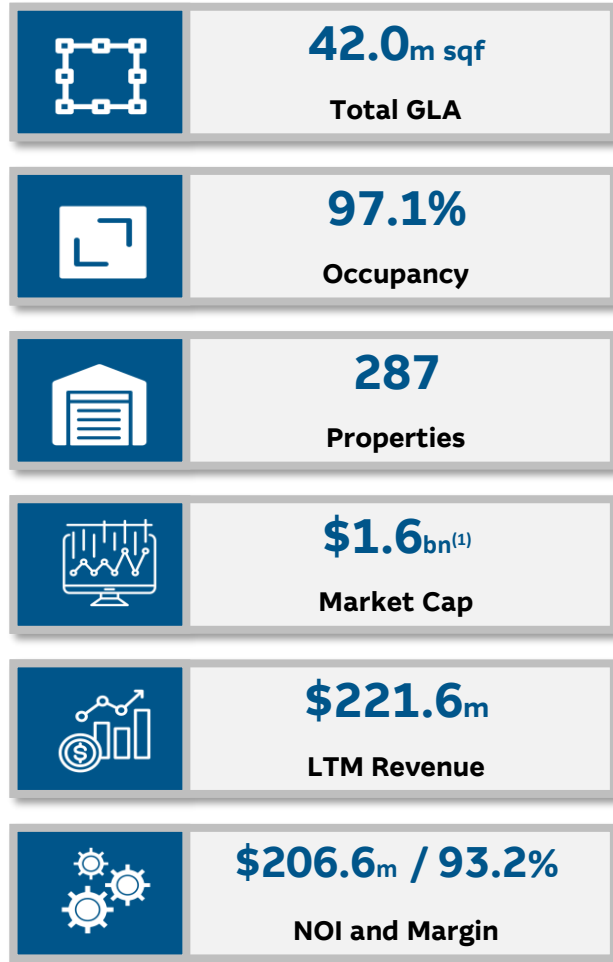 42.0m sqf
Total GLA
97.1%
Occupancy
287
Properties
$1.6bn(1)
Market Cap
$221.6m
LTM Revenue
$206.6m / 93.2%
NOI and Margin